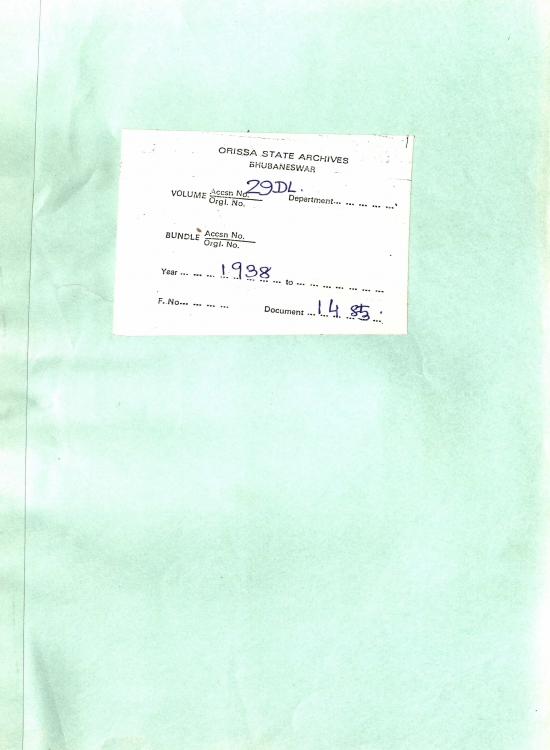 ORISSA STATE ARCHIVES
BHUBANESWAR
VOLUME Accsn No. 29DL. Department... ... ... ... ...
Orgl. No.
BUNDLE Accsn No.
Orgl. No.
Year ... ... ... 1938 ... to ... ... ... ... ... ... ...
F. No... ... ... ...
Document ... 14